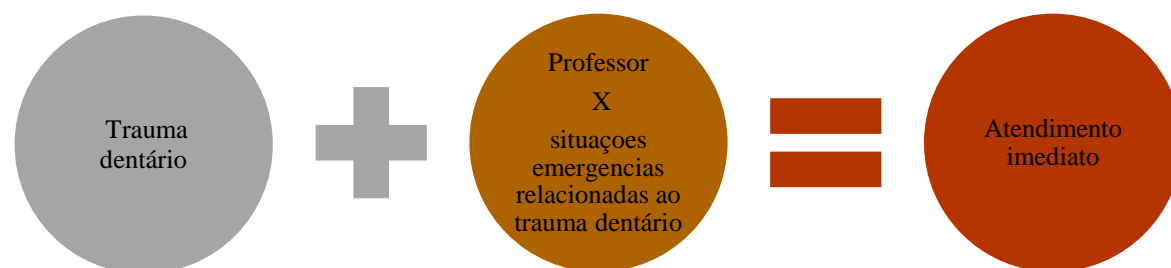 Trauma
dentário
Professor
X
situaçoes
emergencias
relacionadas ao
trauma dentário
Atendimento
imediato